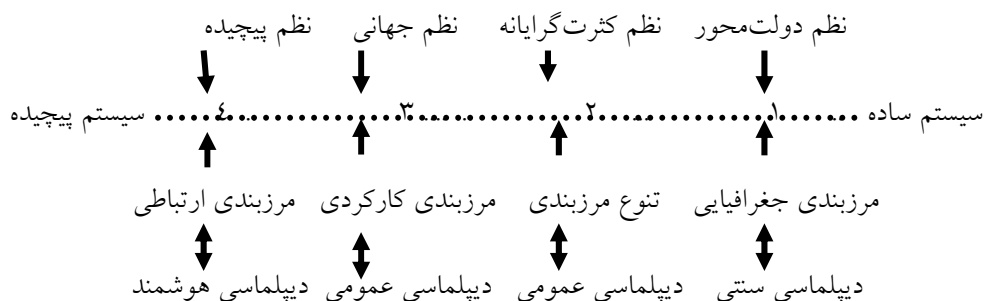 نظم دولت‌محور نظم کثرت‌گرایانه نظم جهانی نظم پیچیده
سیستم ساده ........۱....................۲....................۳....................۴..... سیستم پیچیده
مرزبندی جغرافیایی تنوع مرزبندی مرزبندی کارکردی مرزبندی ارتباطی
دیپلماسی سنتی دیپلماسی عمومی دیپلماسی عمومی دیپلماسی هوشمند